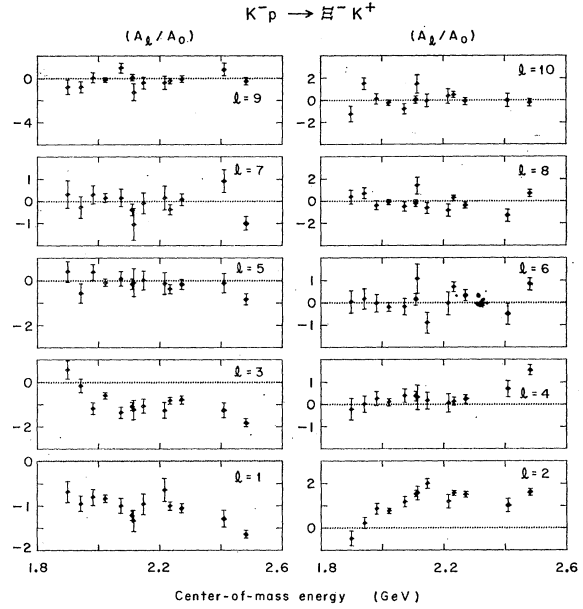 K⁻p → Ξ⁻ K⁺
(Aℓ/A₀.) (Aℓ/A₀)
0
-4
ℓ = 9
2
0
-2
ℓ = 10
1
0
-1
ℓ = 7
2
0
-2
ℓ = 8
0
-2
ℓ = 5
1
0
-1
ℓ = 6
0
-2
ℓ = 3
1
0
-1
ℓ = 4
0
-1
-2
ℓ = 1
2
0
ℓ = 2
1.8 2.2 2.6 1.8 2.2 2.6
Center-of-mass energy (GeV)